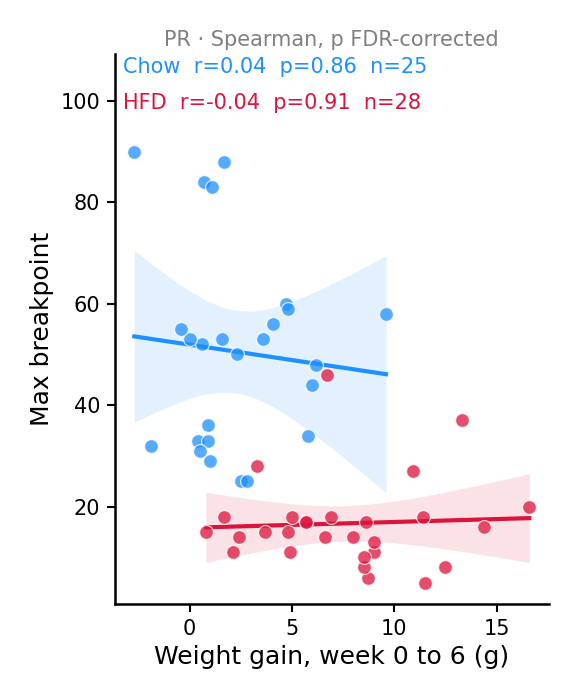 PR · Spearman, p FDR-corrected
Chow r=0.04 p=0.86 n=25
HFD r=-0.04 p=0.91 n=28
Max breakpoint
100
80
60
40
20
0 5 10 15
Weight gain, week 0 to 6 (g)